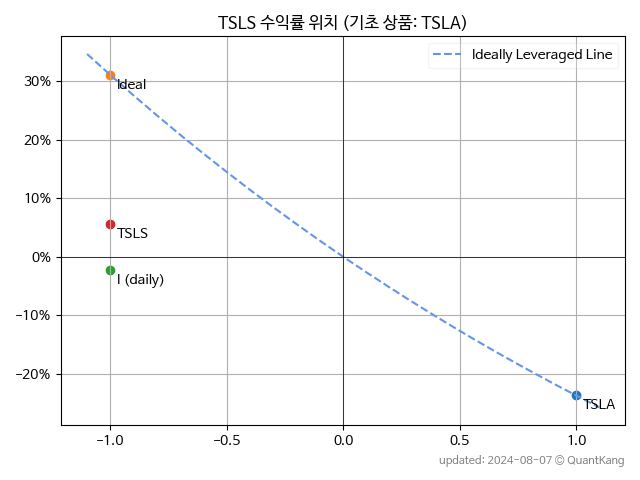 TSLS 수익률 위치 (기초 상품: TSLA)
Ideally Leveraged Line
30%
Ideal
20%
10%
TSLS
0%
I (daily)
−10%
−20%
TSLA
−1.0 −0.5 0.0 0.5 1.0
updated: 2024-08-07 © QuantKang